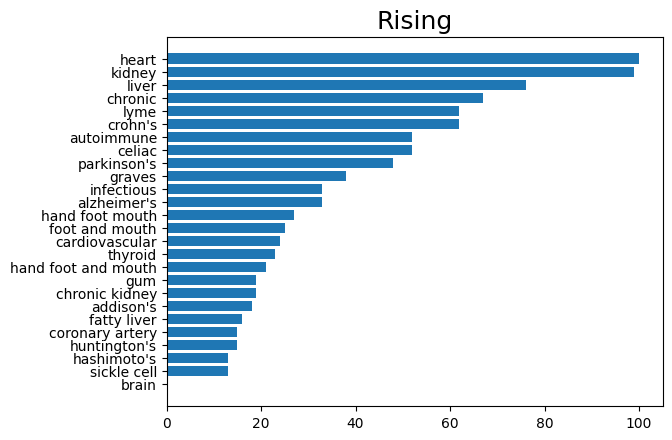 Rising
heart
kidney
liver
chronic
lyme
crohn's
autoimmune
celiac
parkinson's
graves
infectious
alzheimer's
hand foot mouth
foot and mouth
cardiovascular
thyroid
hand foot and mouth
gum
chronic kidney
addison's
fatty liver
coronary artery
huntington's
hashimoto's
sickle cell
brain
0 20 40 60 80 100